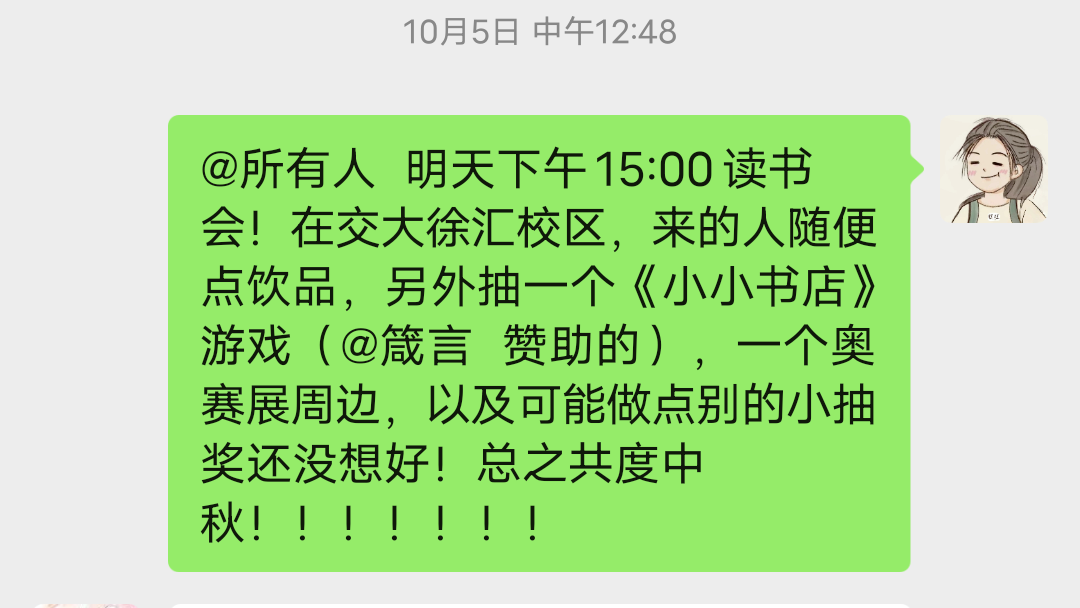 10月5日 中午12:48
@所有人 明天下午15:00读书
会！在交大徐汇校区，来的人随便
点饮品，另外抽一个《小小书店》
游戏（@箴言 赞助的），一个奥
赛展周边，以及可能做点别的小抽
奖还没想好！总之共度中
秋！！！！！！！